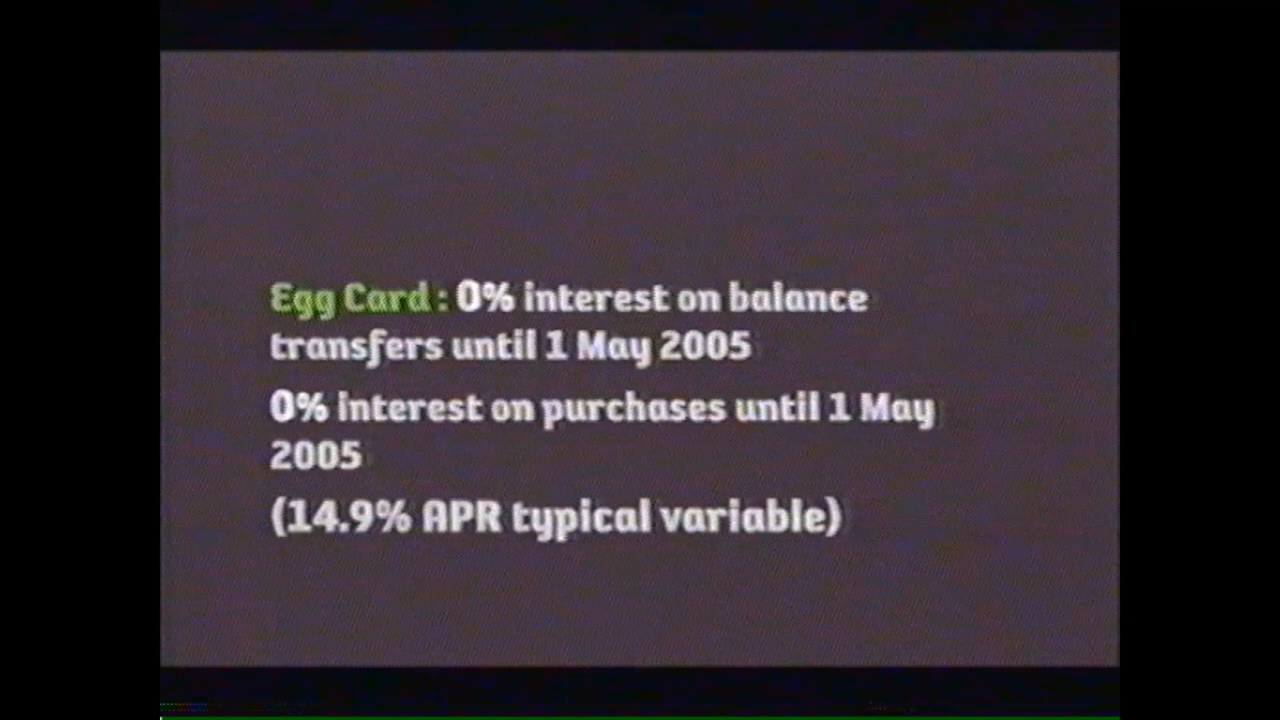 Egg Card : 0% interest on balance
transfers until 1 May 2005
0% interest on purchases until 1 May
2005
(14.9% APR typical variable)